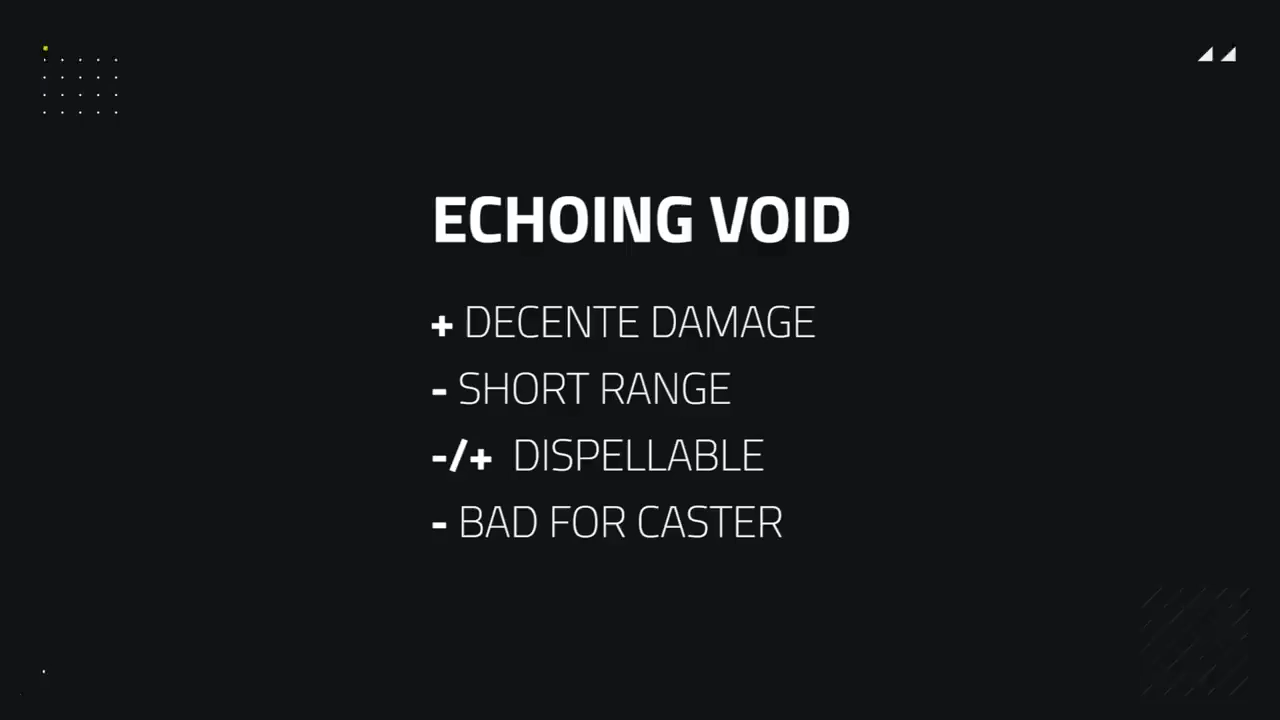 ECHOING VOID
+ DECENTE DAMAGE
- SHORT RANGE
-/+ DISPELLABLE
- BAD FOR CASTER